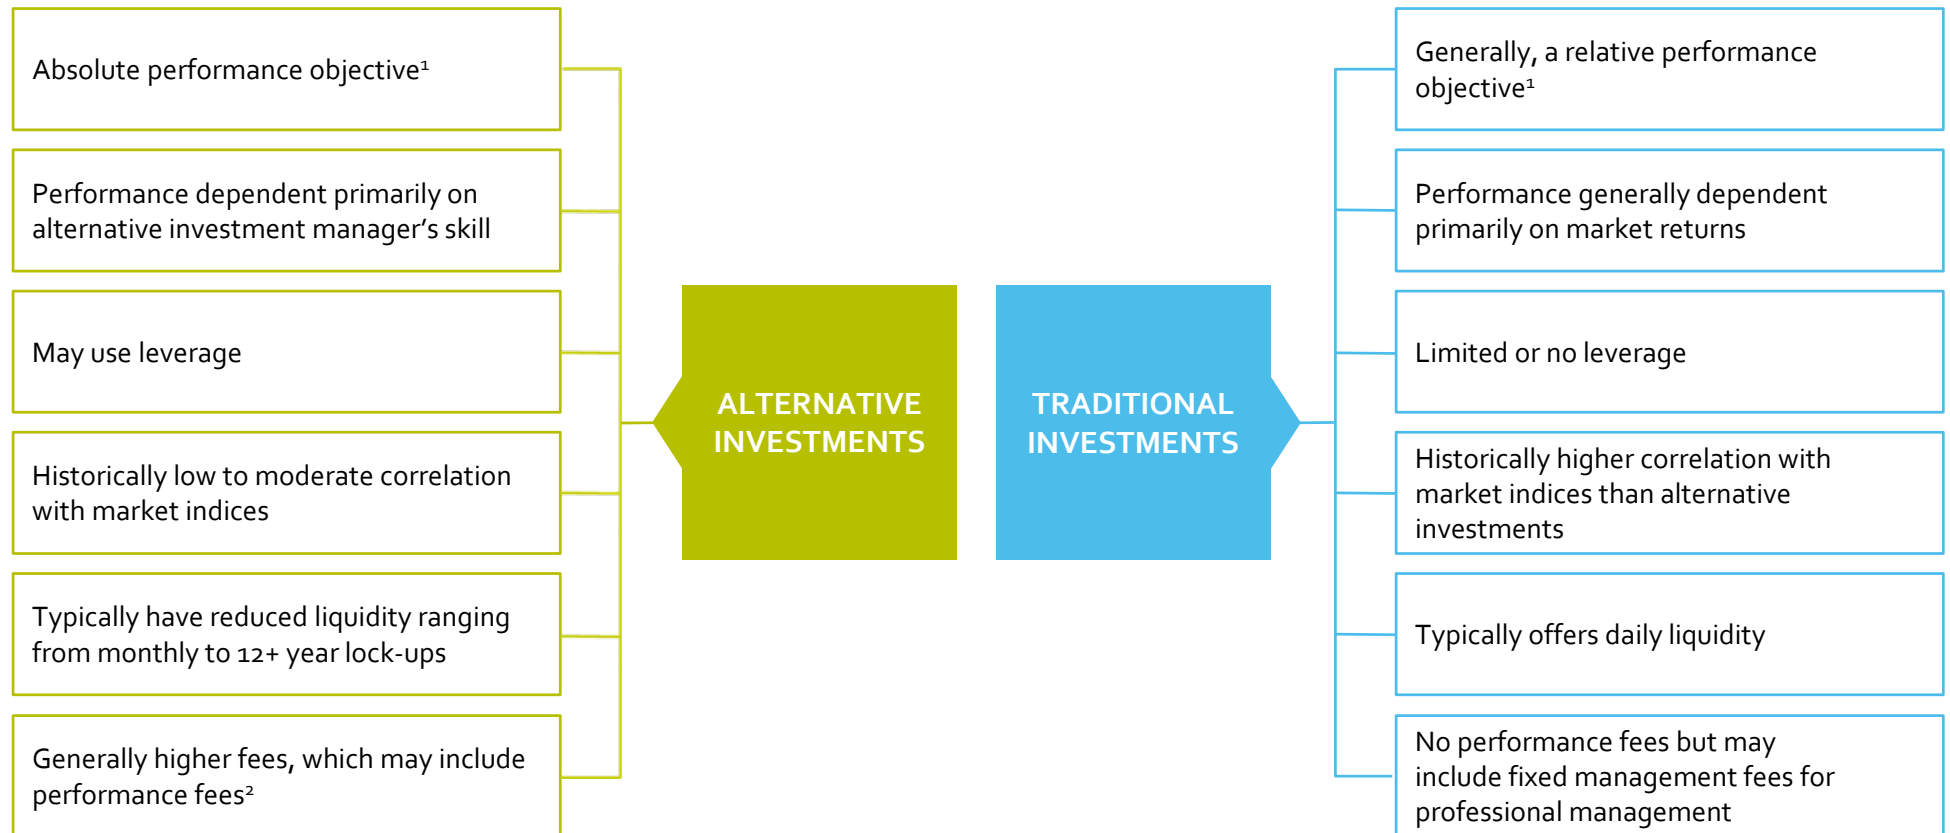 Absolute performance objective¹
Performance dependent primarily on
alternative investment manager’s skill
May use leverage
Historically low to moderate correlation
with market indices
Typically have reduced liquidity ranging
from monthly to 12+ year lock-ups
Generally higher fees, which may include
performance fees²
ALTERNATIVE
INVESTMENTS
TRADITIONAL
INVESTMENTS
Generally, a relative performance
objective¹
Performance generally dependent
primarily on market returns
Limited or no leverage
Historically higher correlation with
market indices than alternative
investments
Typically offers daily liquidity
No performance fees but may
include fixed management fees for
professional management